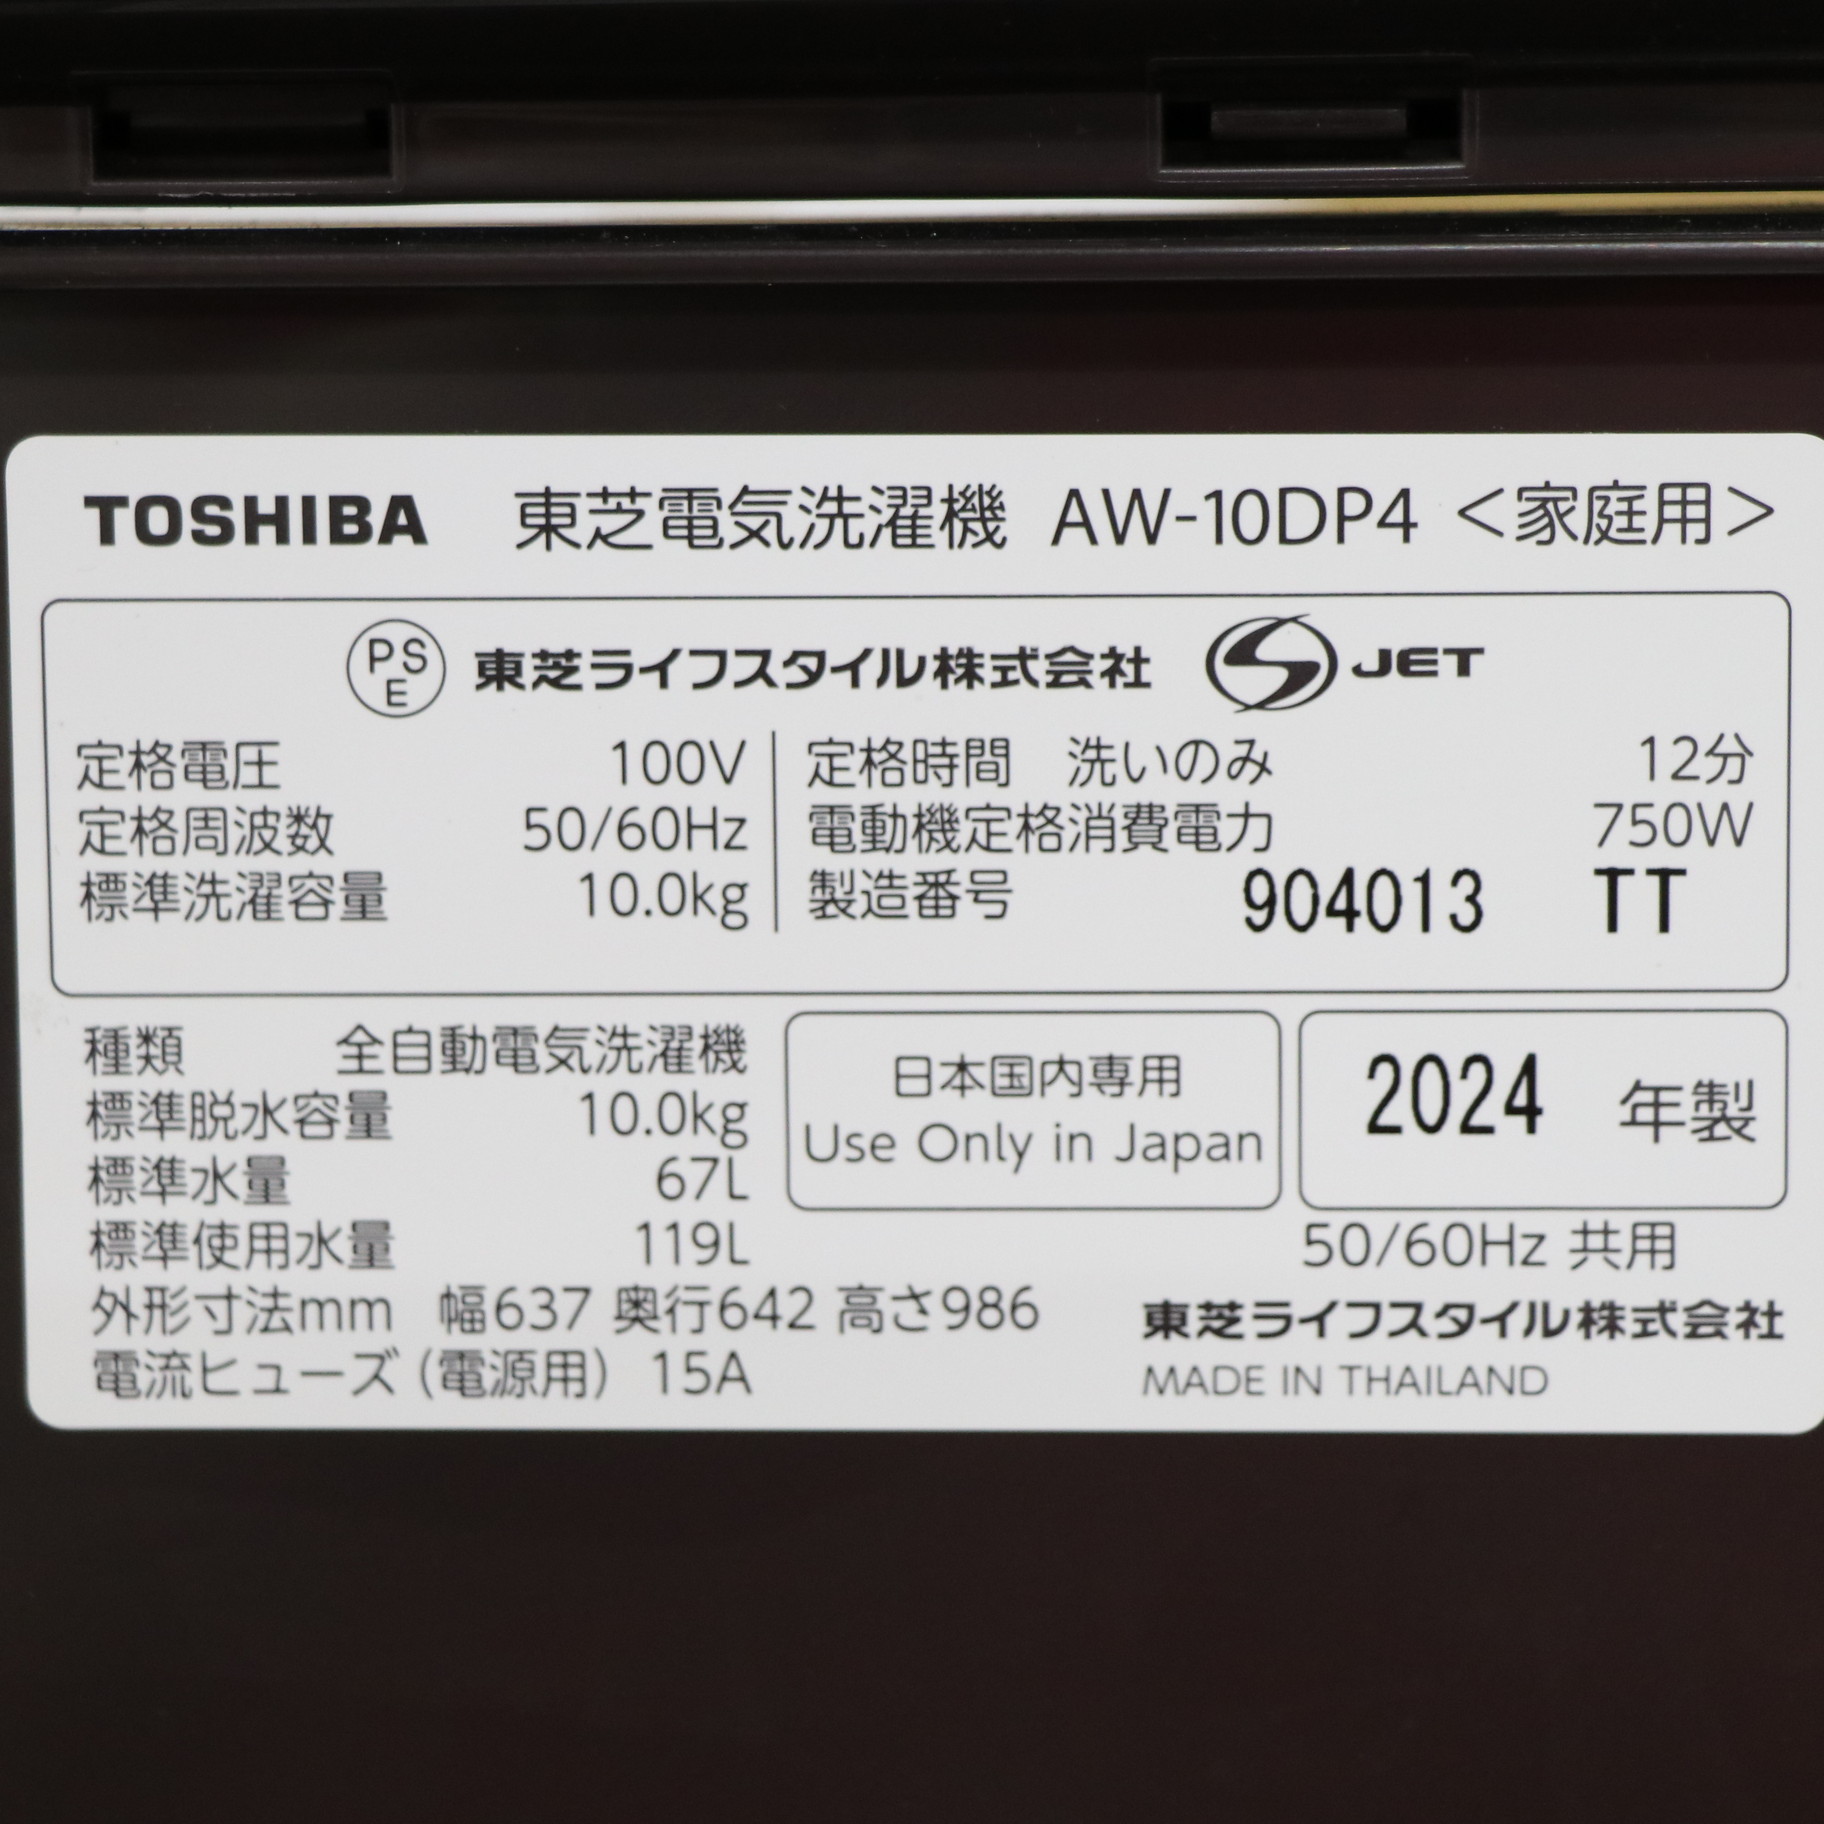 TOSHIBA 東芝電気洗濯機 AW-10DP4 <家庭用>
PSE 東芝ライフスタイル株式会社 S JET
定格電圧 100V
定格周波数 50/60Hz
標準洗濯容量 10.0kg
定格時間 洗いのみ 12分
電動機定格消費電力 750W
製造番号 904013 TT
種類 全自動電気洗濯機
標準脱水容量 10.0kg
標準水量 67L
標準使用水量 119L
外形寸法mm 幅637 奥行642 高さ986
電流ヒューズ(電源用) 15A
日本国内専用
Use Only in Japan
2024 年製
50/60Hz 共用
東芝ライフスタイル株式会社
MADE IN THAILAND